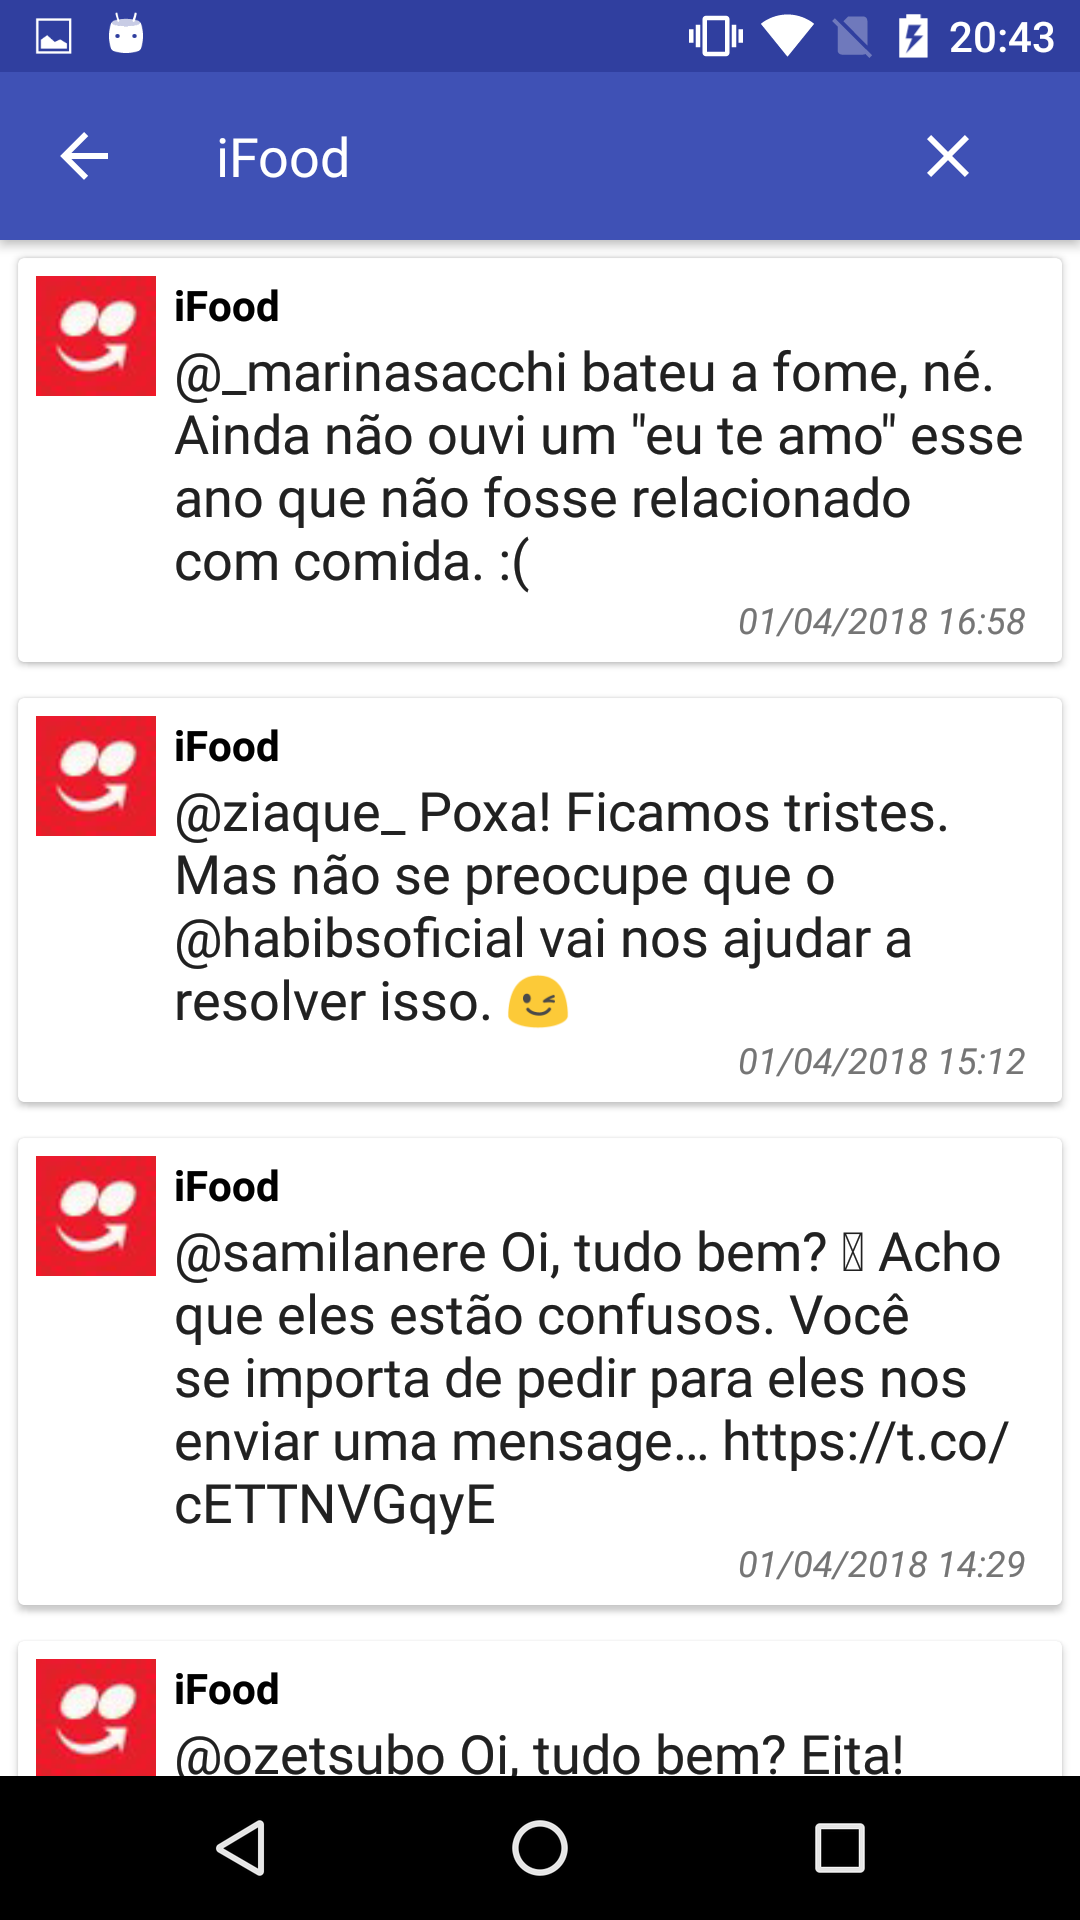 20:43
iFood
iFood
@_marinasacchi bateu a fome, né.
Ainda não ouvi um "eu te amo" esse
ano que não fosse relacionado
com comida. :(
01/04/2018 16:58
iFood
@ziaque_ Poxa! Ficamos tristes.
Mas não se preocupe que o
@habibsoficial vai nos ajudar a
resolver isso. 😉
01/04/2018 15:12
iFood
@samilanere Oi, tudo bem? Acho
que eles estão confusos. Você
se importa de pedir para eles nos
enviar uma mensage… https://t.co/
cETTNVGqyE
01/04/2018 14:29
iFood
@ozetsubo Oi, tudo bem? Eita!